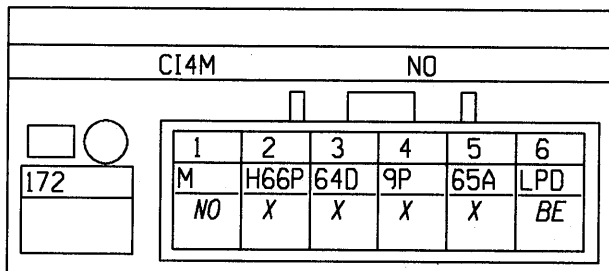 CI4M NO
1 2 3 4 5 6
172 M H66P 64D 9P 65A LPD
NO X X X X BE